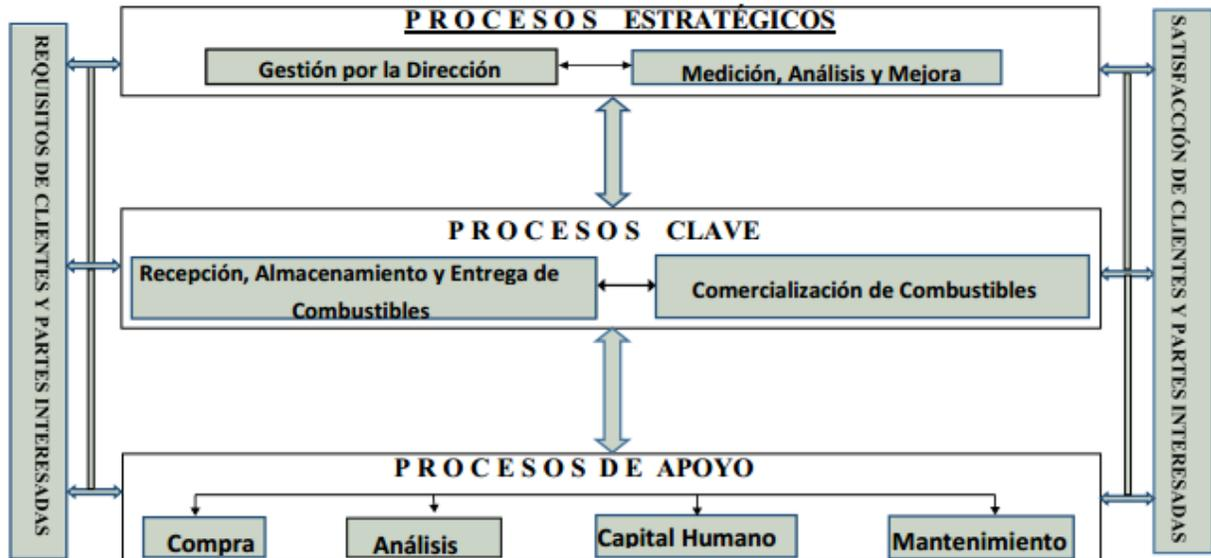 PROCESOS ESTRATÉGICOS
Gestión por la Dirección
Medición, Análisis y Mejora
REQUISITOS DE CLIENTES Y PARTES INTERESADAS
SATISFACCIÓN DE CLIENTES Y PARTES INTERESADAS
PROCESOS CLAVE
Recepción, Almacenamiento y Entrega de
Combustibles
Comercialización de Combustibles
PROCESOS DE APOYO
Compra
Análisis
Capital Humano
Mantenimiento